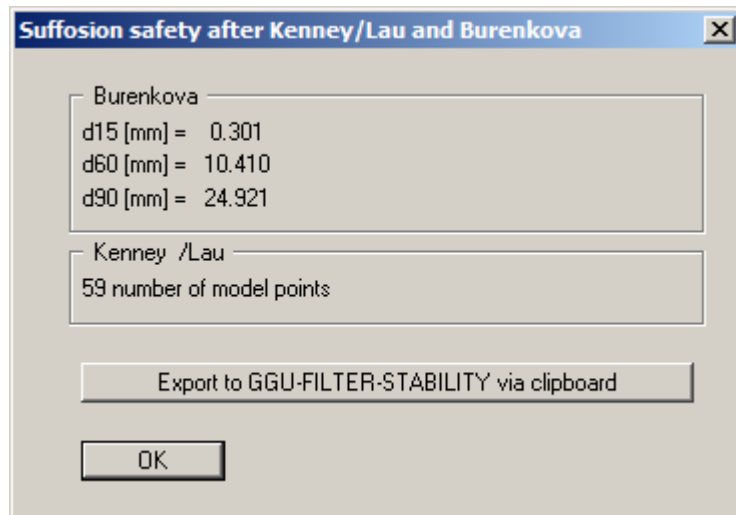 Suffosion safety after Kenney/Lau and Burenkova
Burenkova
d15 [mm] = 0.301
d60 [mm] = 10.410
d90 [mm] = 24.921
Kenney /Lau
59 number of model points
Export to GGU-FILTER-STABILITY via clipboard
OK